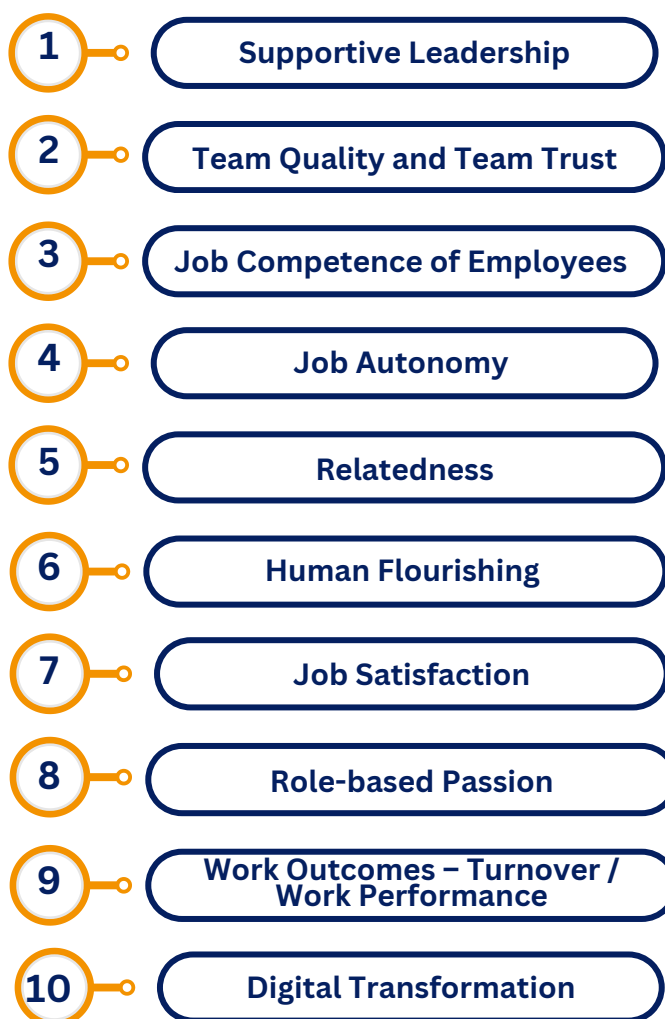 1
Supportive Leadership
2
Team Quality and Team Trust
3
Job Competence of Employees
4
Job Autonomy
5
Relatedness
6
Human Flourishing
7
Job Satisfaction
8
Role-based Passion
9
Work Outcomes – Turnover /
Work Performance
10
Digital Transformation